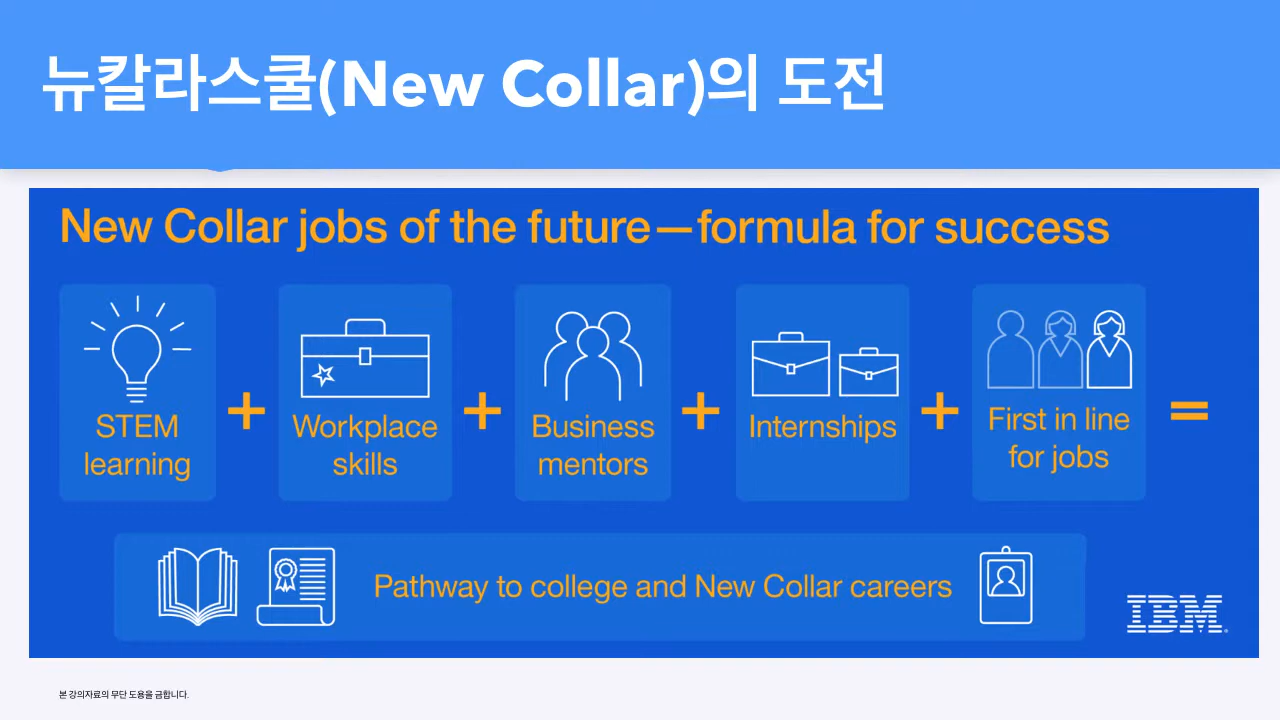 뉴칼라스쿨(New Collar)의 도전
New Collar jobs of the future—formula for success
STEM
learning
+
Workplace
skills
+
Business
mentors
+
Internships
+
First in line
for jobs
=
Pathway to college and New Collar careers
IBM®
본 강의자료의 무단 도용을 금합니다.